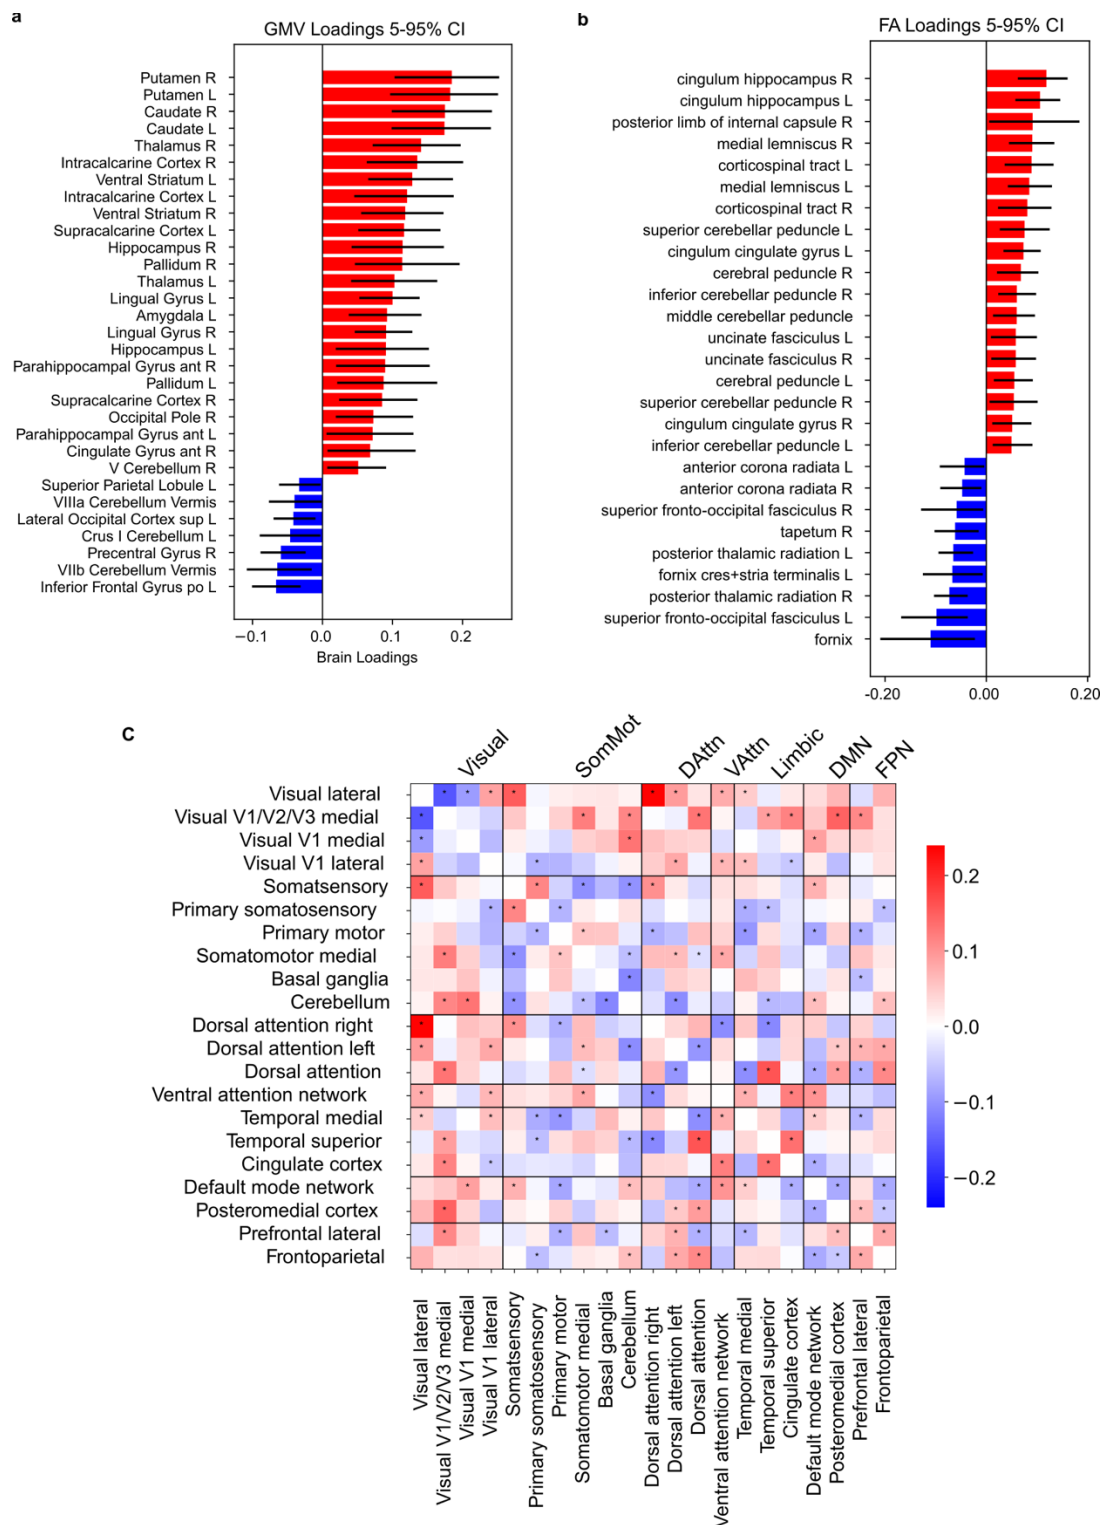 a
GMV Loadings 5-95% CI
Putamen R
Putamen L
Caudate R
Caudate L
Thalamus R
Intracalcarine Cortex R
Ventral Striatum L
Intracalcarine Cortex L
Ventral Striatum R
Supracalcarine Cortex L
Hippocampus R
Pallidum R
Thalamus L
Lingual Gyrus L
Amygdala L
Lingual Gyrus R
Hippocampus L
Parahippocampal Gyrus ant R
Pallidum L
Supracalcarine Cortex R
Occipital Pole R
Parahippocampal Gyrus ant L
Cingulate Gyrus ant R
V Cerebellum R
Superior Parietal Lobule L
VIIIa Cerebellum Vermis
Lateral Occipital Cortex sup L
Crus I Cerebellum L
Precentral Gyrus R
VIIb Cerebellum Vermis
Inferior Frontal Gyrus po L
−0.1 0.0 0.1 0.2
Brain Loadings
b
FA Loadings 5-95% CI
cingulum hippocampus R
cingulum hippocampus L
posterior limb of internal capsule R
medial lemniscus R
corticospinal tract L
medial lemniscus L
corticospinal tract R
superior cerebellar peduncle L
cingulum cingulate gyrus L
cerebral peduncle R
inferior cerebellar peduncle R
middle cerebellar peduncle
uncinate fasciculus L
uncinate fasciculus R
cerebral peduncle L
superior cerebellar peduncle R
cingulum cingulate gyrus R
inferior cerebellar peduncle L
anterior corona radiata L
anterior corona radiata R
superior fronto-occipital fasciculus R
tapetum R
posterior thalamic radiation L
fornix cres+stria terminalis L
posterior thalamic radiation R
superior fronto-occipital fasciculus L
fornix
-0.20 0.00 0.20
c
Visual SomMot DAttn VAttn Limbic DMN FPN
Visual lateral
Visual V1/V2/V3 medial
Visual V1 medial
Visual V1 lateral
Somatsensory
Primary somatosensory
Primary motor
Somatomotor medial
Basal ganglia
Cerebellum
Dorsal attention right
Dorsal attention left
Dorsal attention
Ventral attention network
Temporal medial
Temporal superior
Cingulate cortex
Default mode network
Posteromedial cortex
Prefrontal lateral
Frontoparietal
0.2
0.1
0.0
−0.1
−0.2
Visual lateral
Visual V1/V2/V3 medial
Visual V1 medial
Visual V1 lateral
Somatsensory
Primary somatosensory
Primary motor
Somatomotor medial
Basal ganglia
Cerebellum
Dorsal attention right
Dorsal attention left
Dorsal attention
Ventral attention network
Temporal medial
Temporal superior
Cingulate cortex
Default mode network
Posteromedial cortex
Prefrontal lateral
Frontoparietal